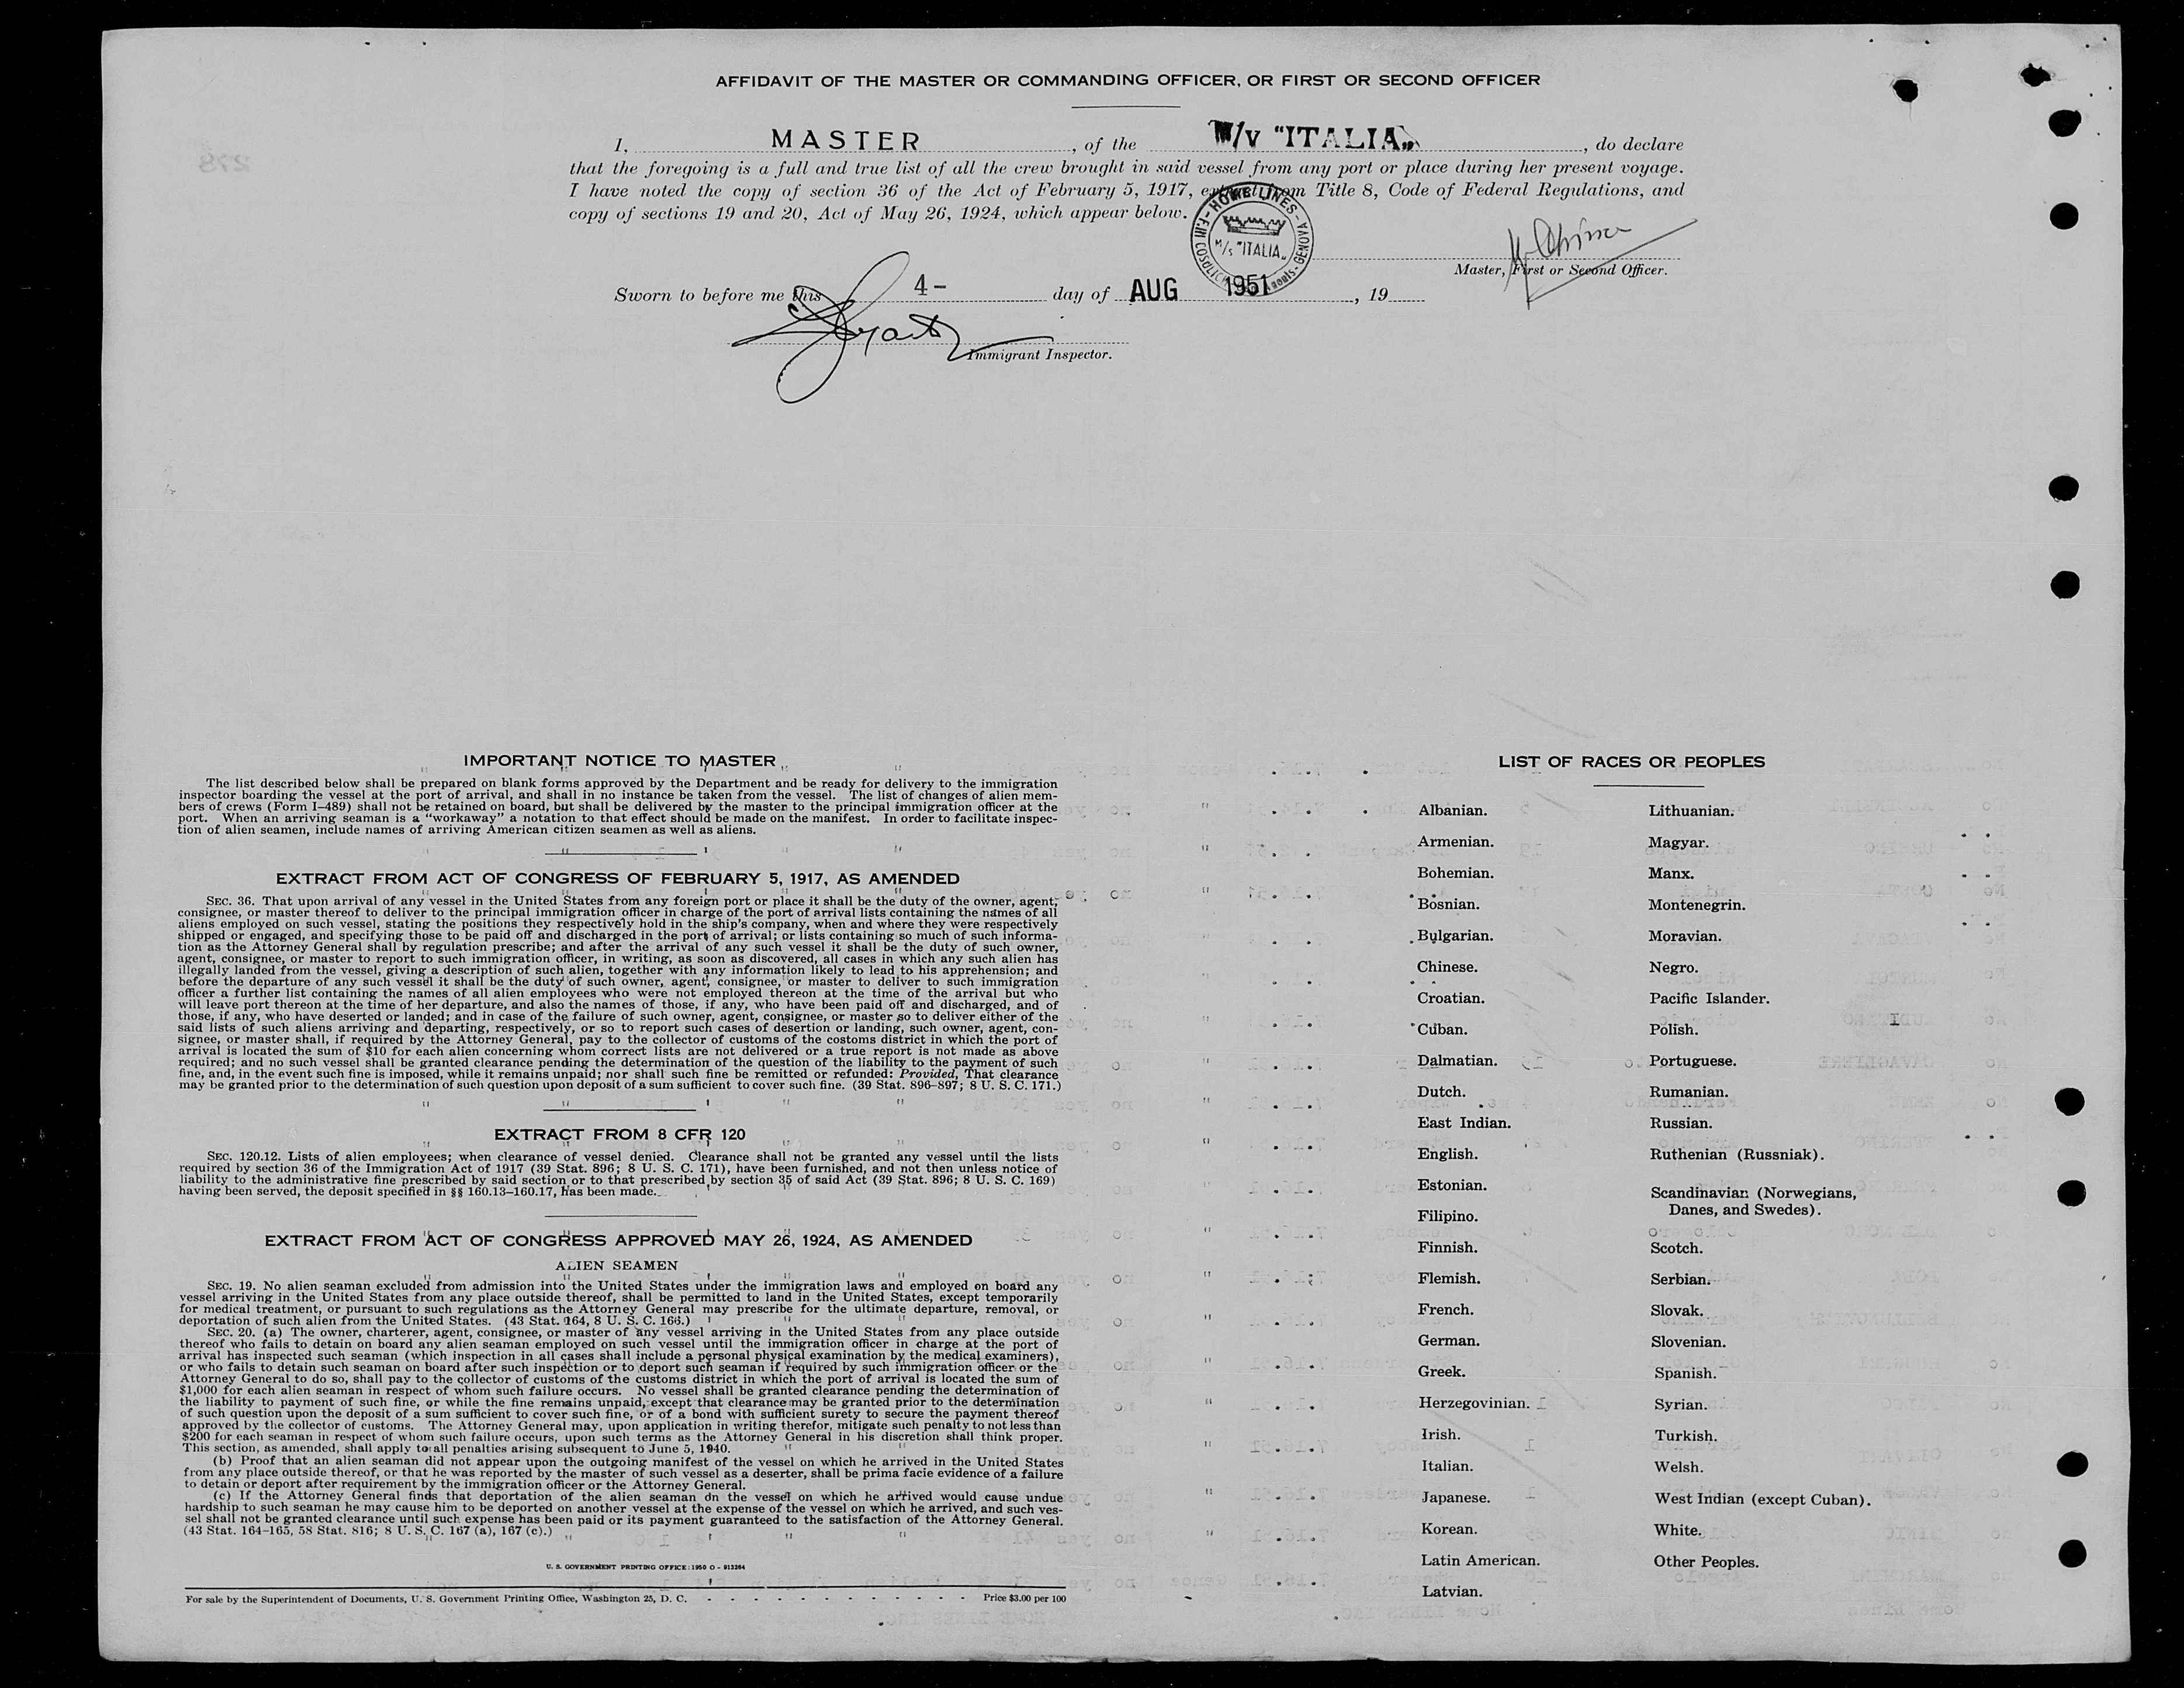 AFFIDAVIT OF THE MASTER OR COMMANDING OFFICER, OR FIRST OR SECOND OFFICER
I, MASTER, of the M/v "ITALIA„, do declare
that the foregoing is a full and true list of all the crew brought in said vessel from any port or place during her present voyage.
I have noted the copy of section 36 of the Act of February 5, 1917, extract from Title 8, Code of Federal Regulations, and
copy of sections 19 and 20, Act of May 26, 1924, which appear below.
HOME LINES - GENOVA
M/s "ITALIA„
Master, First or Second Officer.
Sworn to before me this 4- day of AUG 1951, 19
Immigrant Inspector.
IMPORTANT NOTICE TO MASTER
The list described below shall be prepared on blank forms approved by the Department and be ready for delivery to the immigration
inspector boarding the vessel at the port of arrival, and shall in no instance be taken from the vessel. The list of changes of alien mem-
bers of crews (Form I-489) shall not be retained on board, but shall be delivered by the master to the principal immigration officer at the
port. When an arriving seaman is a "workaway" a notation to that effect should be made on the manifest. In order to facilitate inspec-
tion of alien seamen, include names of arriving American citizen seamen as well as aliens.
EXTRACT FROM ACT OF CONGRESS OF FEBRUARY 5, 1917, AS AMENDED
SEC. 36. That upon arrival of any vessel in the United States from any foreign port or place it shall be the duty of the owner, agent,
consignee, or master thereof to deliver to the principal immigration officer in charge of the port of arrival lists containing the names of all
aliens employed on such vessel, stating the positions they respectively hold in the ship's company, when and where they were respectively
shipped or engaged, and specifying those to be paid off and discharged in the port of arrival; or lists containing so much of such informa-
tion as the Attorney General shall by regulation prescribe; and after the arrival of any such vessel it shall be the duty of such owner,
agent, consignee, or master to report to such immigration officer, in writing, as soon as discovered, all cases in which any such alien has
illegally landed from the vessel, giving a description of such alien, together with any information likely to lead to his apprehension; and
before the departure of any such vessel it shall be the duty of such owner, agent, consignee, or master to deliver to such immigration
officer a further list containing the names of all alien employees who were not employed thereon at the time of the arrival but who
will leave port thereon at the time of her departure, and also the names of those, if any, who have been paid off and discharged, and of
those, if any, who have deserted or landed; and in case of the failure of such owner, agent, consignee, or master so to deliver either of the
said lists of such aliens arriving and departing, respectively, or so to report such cases of desertion or landing, such owner, agent, con-
signee, or master shall, if required by the Attorney General, pay to the collector of customs of the costoms district in which the port of
arrival is located the sum of $10 for each alien concerning whom correct lists are not delivered or a true report is not made as above
required; and no such vessel shall be granted clearance pending the determination of the question of the liability to the payment of such
fine, and, in the event such fine is imposed, while it remains unpaid; nor shall such fine be remitted or refunded: Provided, That clearance
may be granted prior to the determination of such question upon deposit of a sum sufficient to cover such fine. (39 Stat. 896-897; 8 U. S. C. 171.)
EXTRACT FROM 8 CFR 120
SEC. 120.12. Lists of alien employees; when clearance of vessel denied. Clearance shall not be granted any vessel until the lists
required by section 36 of the Immigration Act of 1917 (39 Stat. 896; 8 U. S. C. 171), have been furnished, and not then unless notice of
liability to the administrative fine prescribed by said section or to that prescribed by section 35 of said Act (39 Stat. 896; 8 U. S. C. 169)
having been served, the deposit specified in §§ 160.13-160.17, has been made.
EXTRACT FROM ACT OF CONGRESS APPROVED MAY 26, 1924, AS AMENDED
ALIEN SEAMEN
SEC. 19. No alien seaman excluded from admission into the United States under the immigration laws and employed on board any
vessel arriving in the United States from any place outside thereof, shall be permitted to land in the United States, except temporarily
for medical treatment, or pursuant to such regulations as the Attorney General may prescribe for the ultimate departure, removal, or
deportation of such alien from the United States. (43 Stat. 164, 8 U. S. C. 166.)
SEC. 20. (a) The owner, charterer, agent, consignee, or master of any vessel arriving in the United States from any place outside
thereof who fails to detain on board any alien seaman employed on such vessel until the immigration officer in charge at the port of
arrival has inspected such seaman (which inspection in all cases shall include a personal physical examination by the medical examiners),
or who fails to detain such seaman on board after such inspection or to deport such seaman if required by such immigration officer or the
Attorney General to do so, shall pay to the collector of customs of the customs district in which the port of arrival is located the sum of
$1,000 for each alien seaman in respect of whom such failure occurs. No vessel shall be granted clearance pending the determination of
the liability to payment of such fine, or while the fine remains unpaid, except that clearance may be granted prior to the determination
of such question upon the deposit of a sum sufficient to cover such fine, or of a bond with sufficient surety to secure the payment thereof
approved by the collector of customs. The Attorney General may, upon application in writing therefor, mitigate such penalty to not less than
$200 for each seaman in respect of whom such failure occurs, upon such terms as the Attorney General in his discretion shall think proper.
This section, as amended, shall apply to all penalties arising subsequent to June 5, 1940.
(b) Proof that an alien seaman did not appear upon the outgoing manifest of the vessel on which he arrived in the United States
from any place outside thereof, or that he was reported by the master of such vessel as a deserter, shall be prima facie evidence of a failure
to detain or deport after requirement by the immigration officer or the Attorney General.
(c) If the Attorney General finds that deportation of the alien seaman on the vessel on which he arrived would cause undue
hardship to such seaman he may cause him to be deported on another vessel at the expense of the vessel on which he arrived, and such ves-
sel shall not be granted clearance until such expense has been paid or its payment guaranteed to the satisfaction of the Attorney General.
(43 Stat. 164-165, 58 Stat. 816; 8 U. S. C. 167 (a), 167 (c).)
U. S. GOVERNMENT PRINTING OFFICE: 1950 O - 913264
For sale by the Superintendent of Documents, U. S. Government Printing Office, Washington 25, D. C. - - - - - - - - - - - - Price $3.00 per 100
LIST OF RACES OR PEOPLES
Albanian.
Armenian.
Bohemian.
Bosnian.
Bulgarian.
Chinese.
Croatian.
Cuban.
Dalmatian.
Dutch.
East Indian.
English.
Estonian.
Filipino.
Finnish.
Flemish.
French.
German.
Greek.
Herzegovinian.
Irish.
Italian.
Japanese.
Korean.
Latin American.
Latvian.
Lithuanian.
Magyar.
Manx.
Montenegrin.
Moravian.
Negro.
Pacific Islander.
Polish.
Portuguese.
Rumanian.
Russian.
Ruthenian (Russniak).
Scandinavian (Norwegians,
Danes, and Swedes).
Scotch.
Serbian.
Slovak.
Slovenian.
Spanish.
Syrian.
Turkish.
Welsh.
West Indian (except Cuban).
White.
Other Peoples.